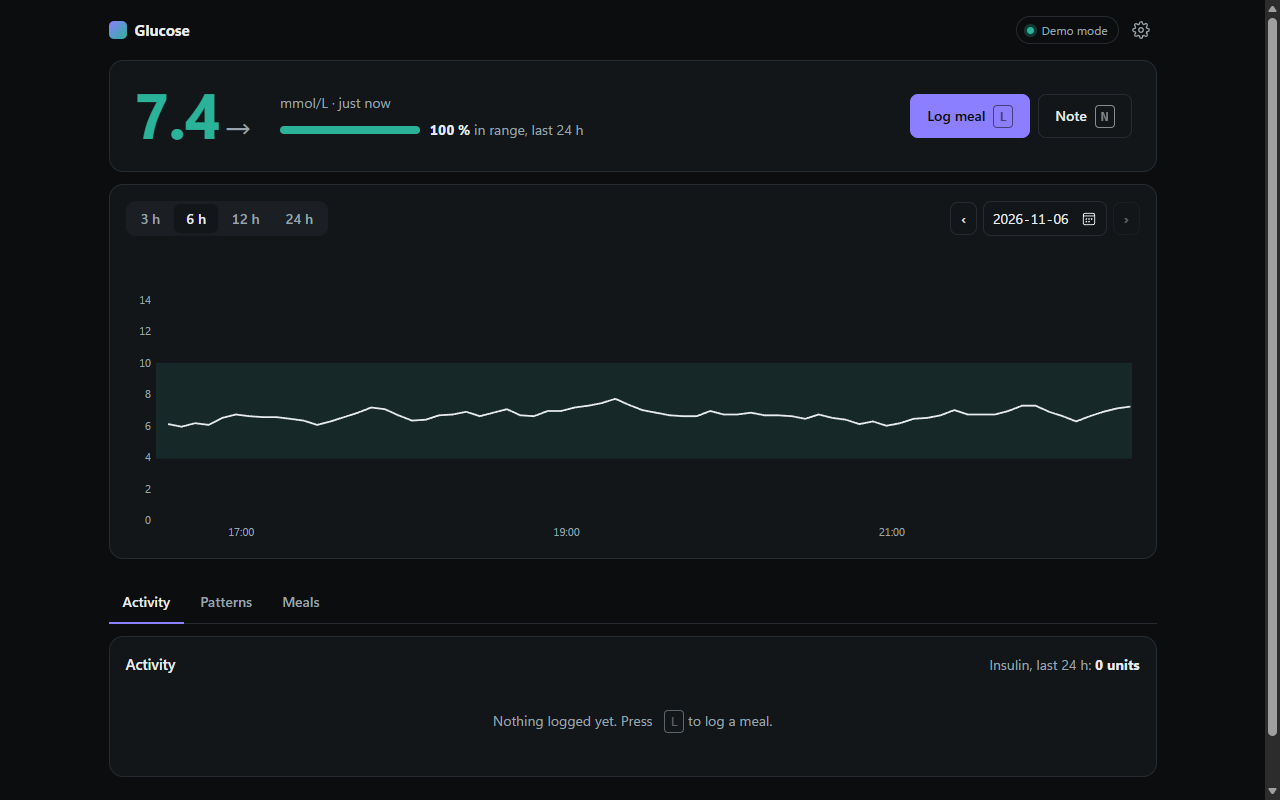 Glucose
Demo mode
7.4→
mmol/L · just now
100 % in range, last 24 h
Log meal L
Note N
3 h 6 h 12 h 24 h
‹ 2026-11-06 ›
14
12
10
8
6
4
2
0
17:00 19:00 21:00
Activity Patterns Meals
Activity
Insulin, last 24 h: 0 units
Nothing logged yet. Press L to log a meal.